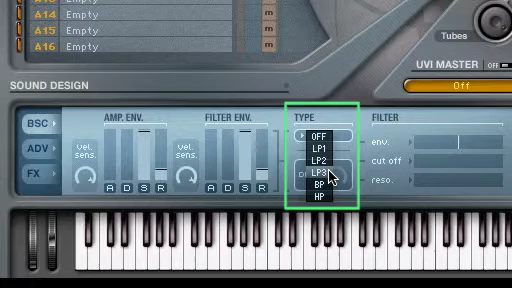 A14 Empty m
A15 Empty m
A16 Empty m
Tubes
UVI MASTER OFF
Off
SOUND DESIGN
BSC AMP. ENV. FILTER ENV. TYPE FILTER
ADV vel. sens. A D S R vel. sens. A D S R
FX
OFF
LP1
LP2
LP3
BP
HP
env.
cut off
reso.